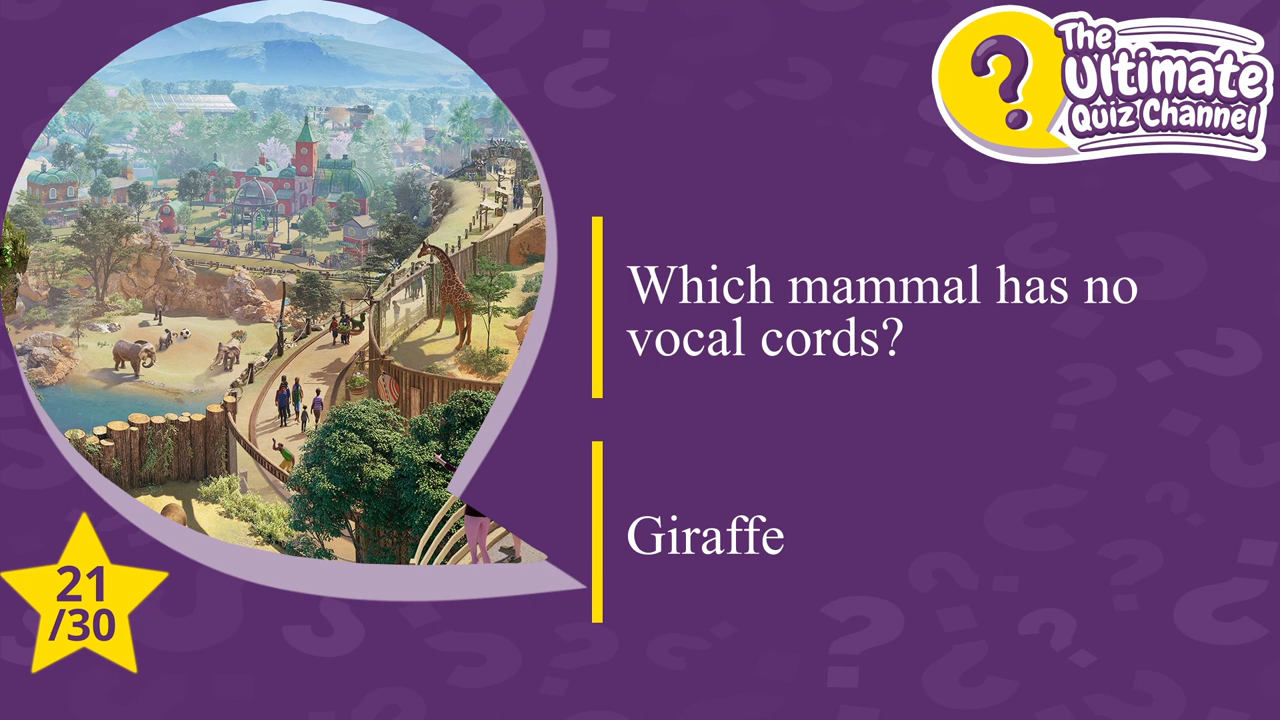 The
Ultimate
Quiz Channel
Which mammal has no
vocal cords?
Giraffe
21
/30